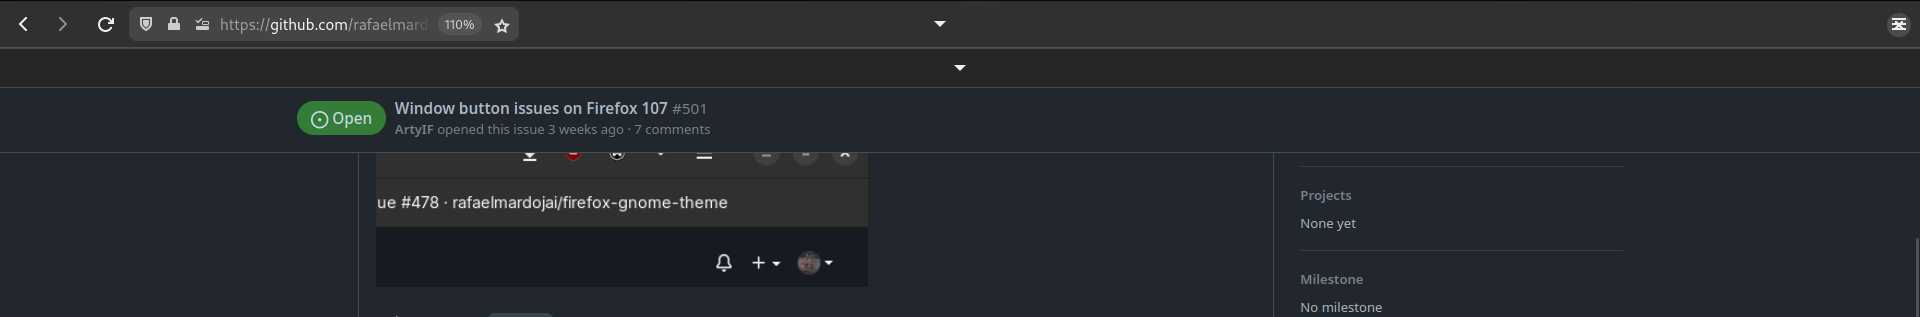 https://github.com/rafaelmard
110%
Open
Window button issues on Firefox 107 #501
ArtyIF opened this issue 3 weeks ago · 7 comments
ue #478 · rafaelmardojai/firefox-gnome-theme
Projects
None yet
Milestone
No milestone